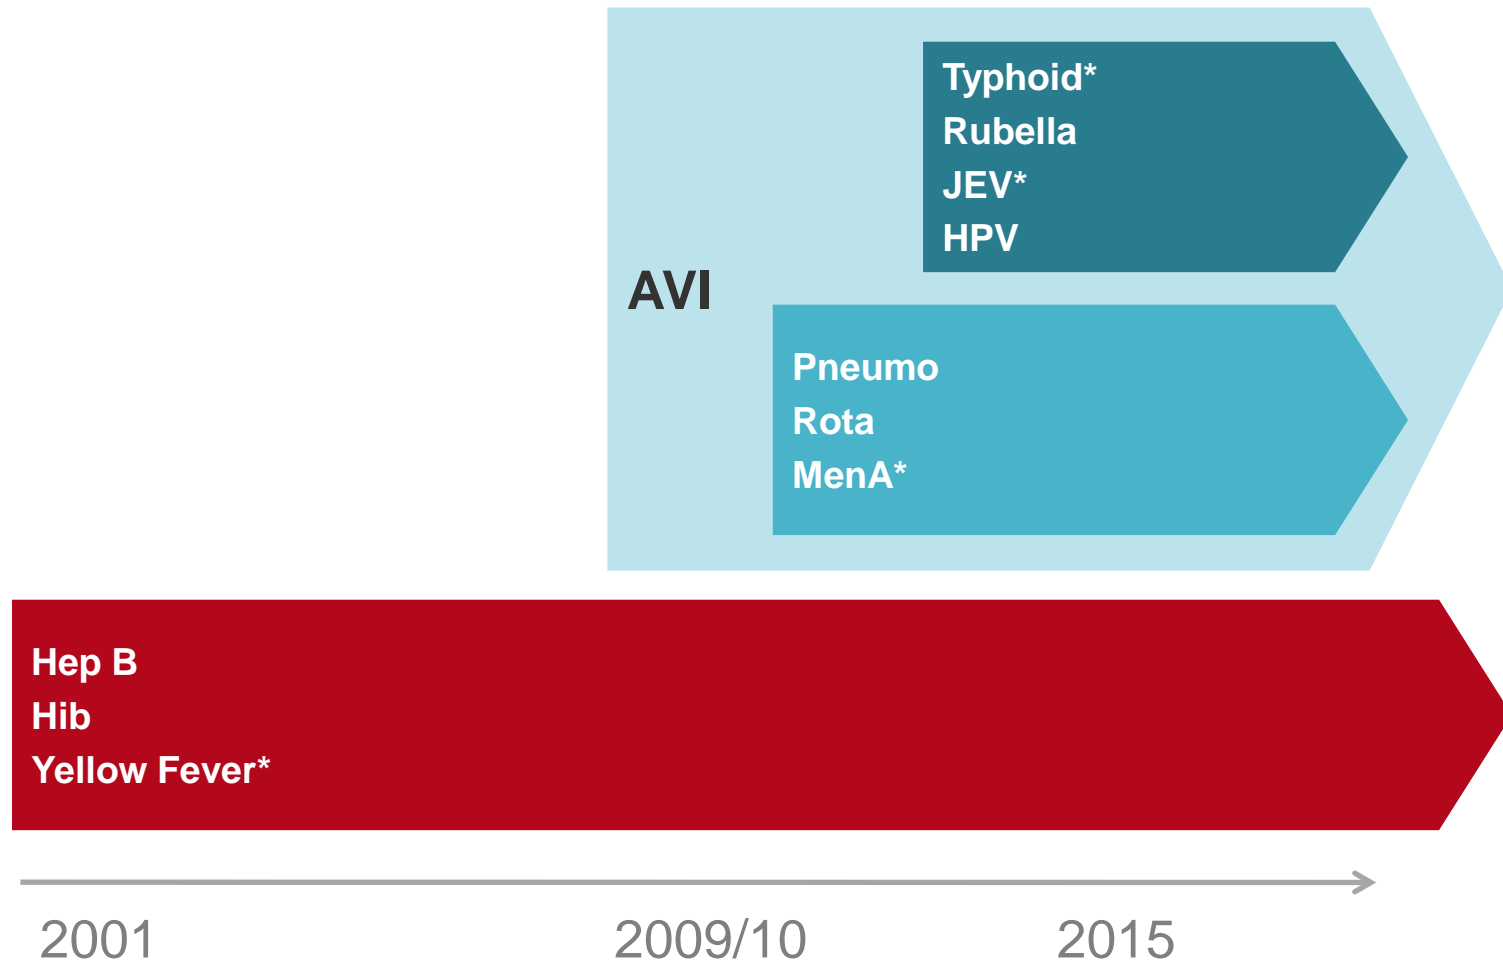 Typhoid*
Rubella
JEV*
HPV
AVI
Pneumo
Rota
MenA*
Hep B
Hib
Yellow Fever*
2001 2009/10 2015